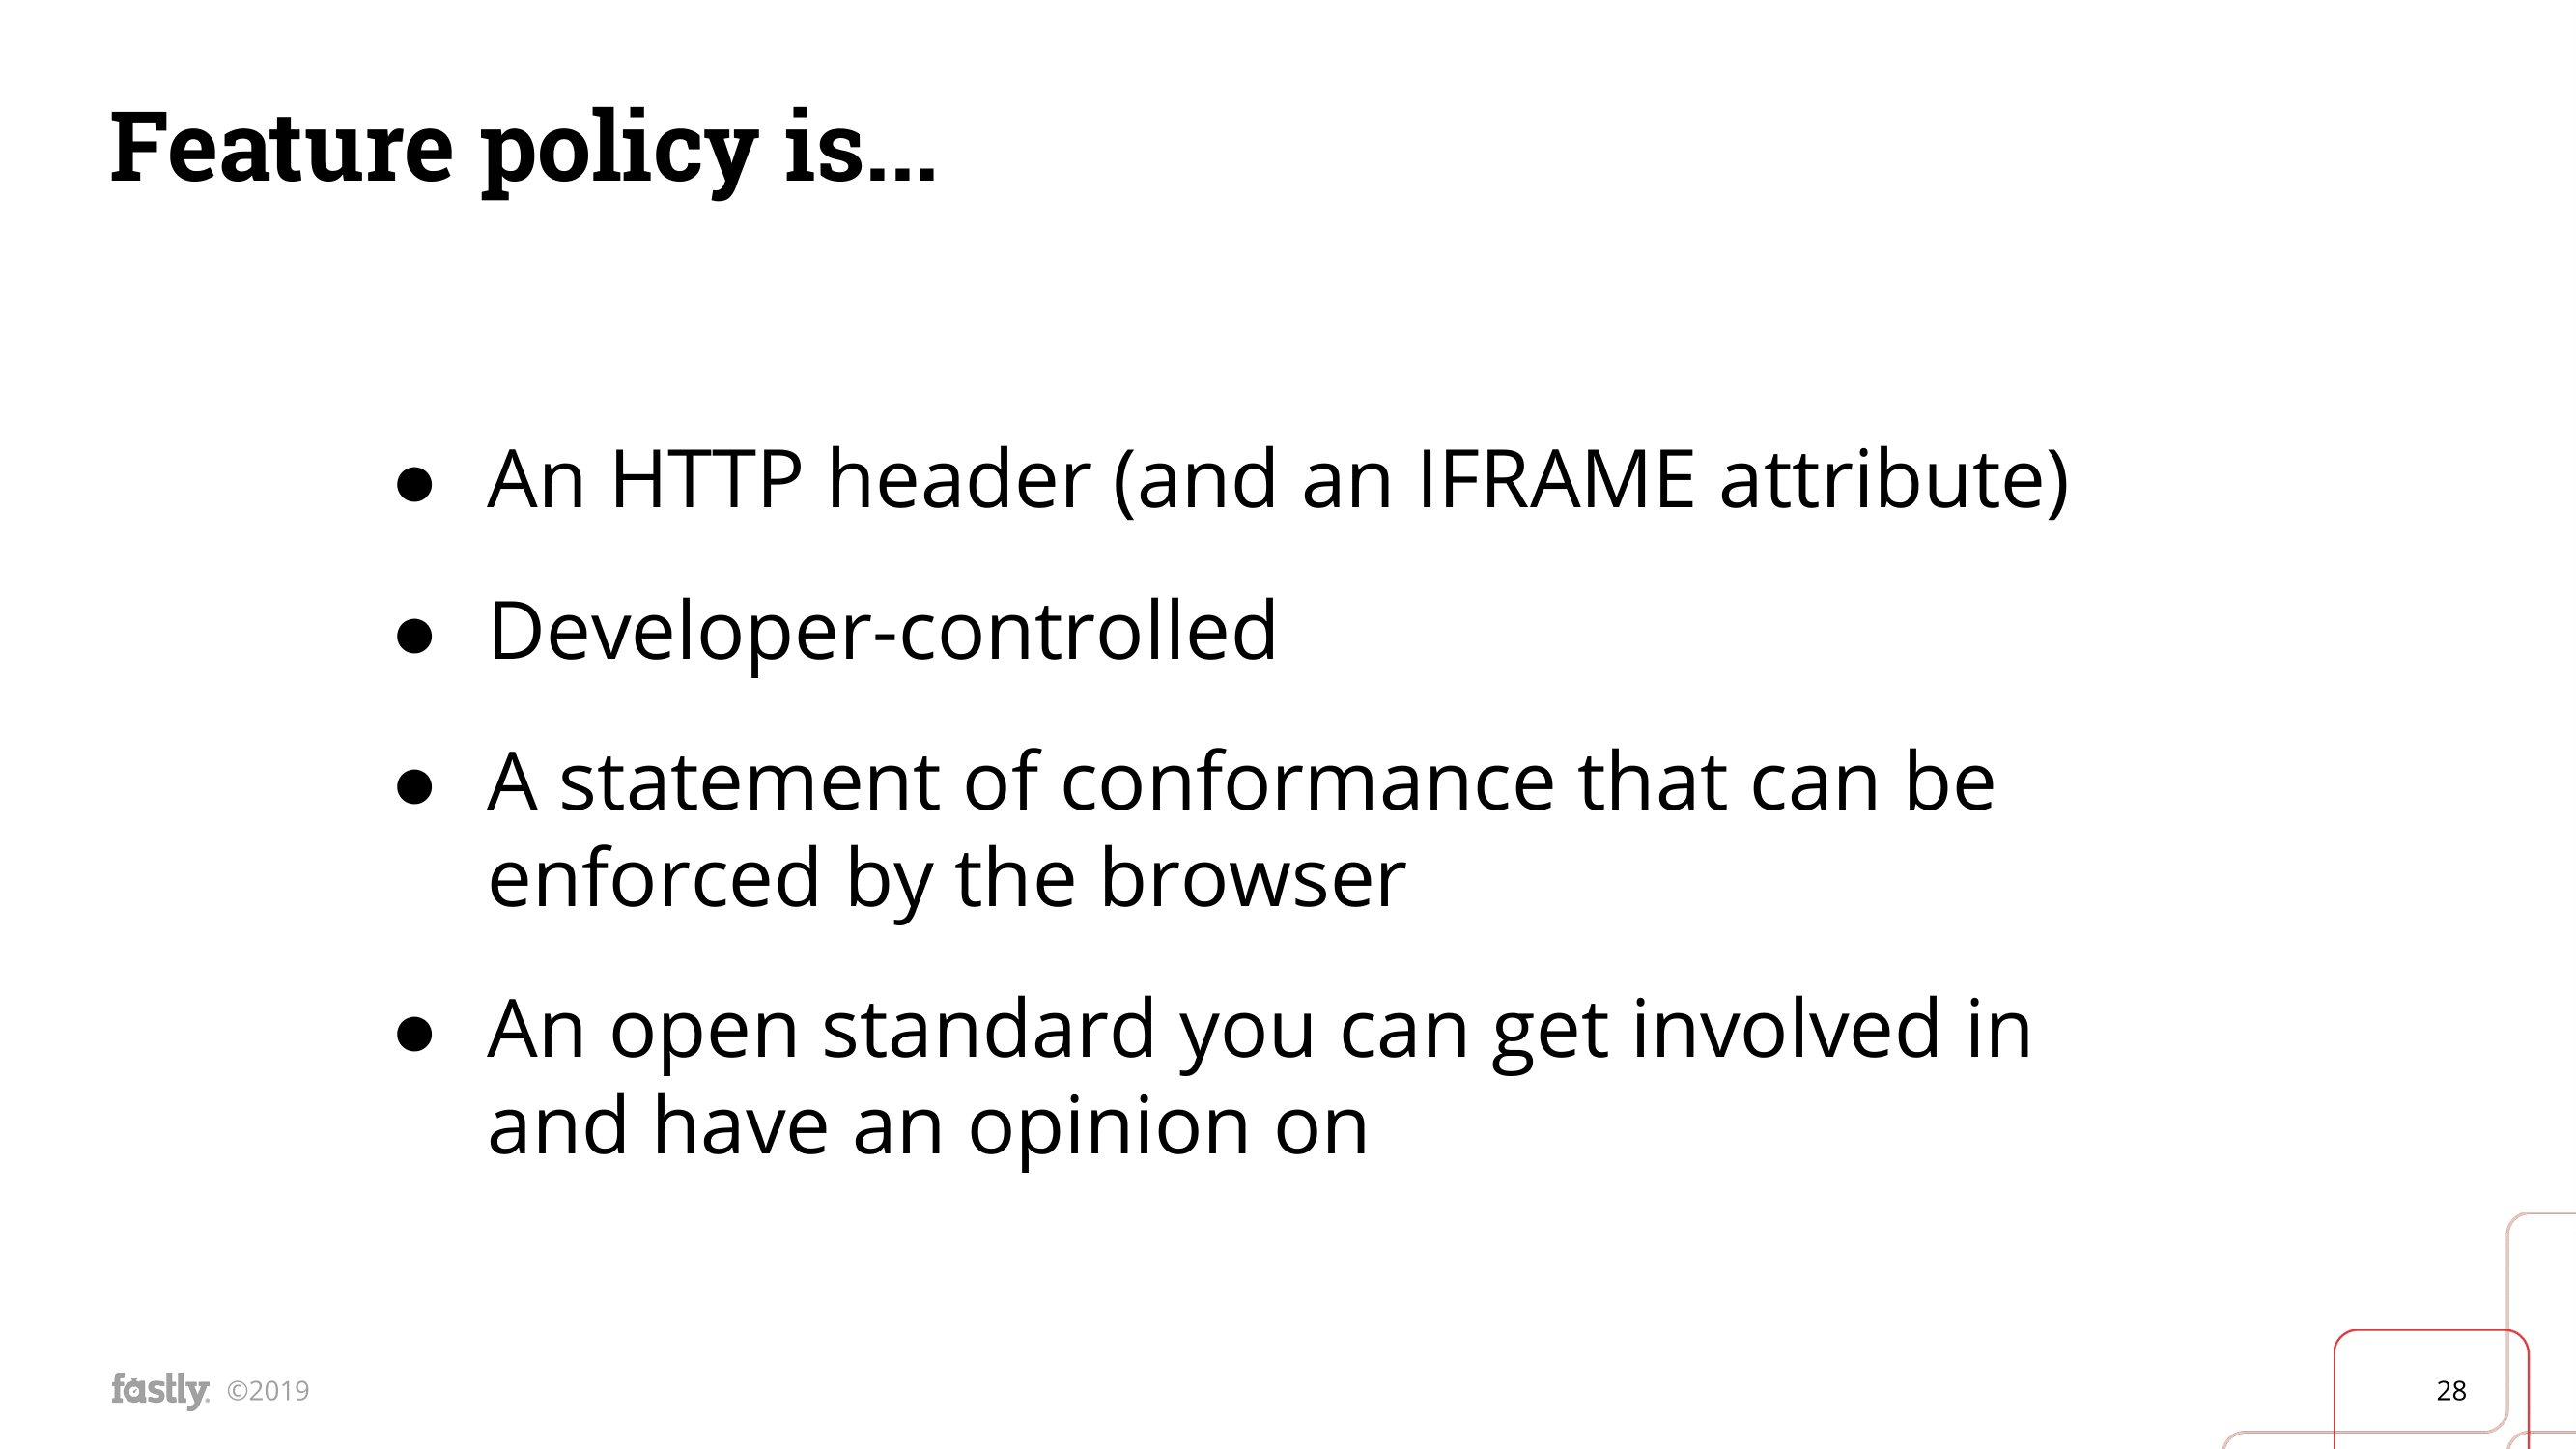 Feature policy is...
● An HTTP header (and an IFRAME attribute)
● Developer-controlled
● A statement of conformance that can be
enforced by the browser
● An open standard you can get involved in
and have an opinion on
fastly ©2019
28